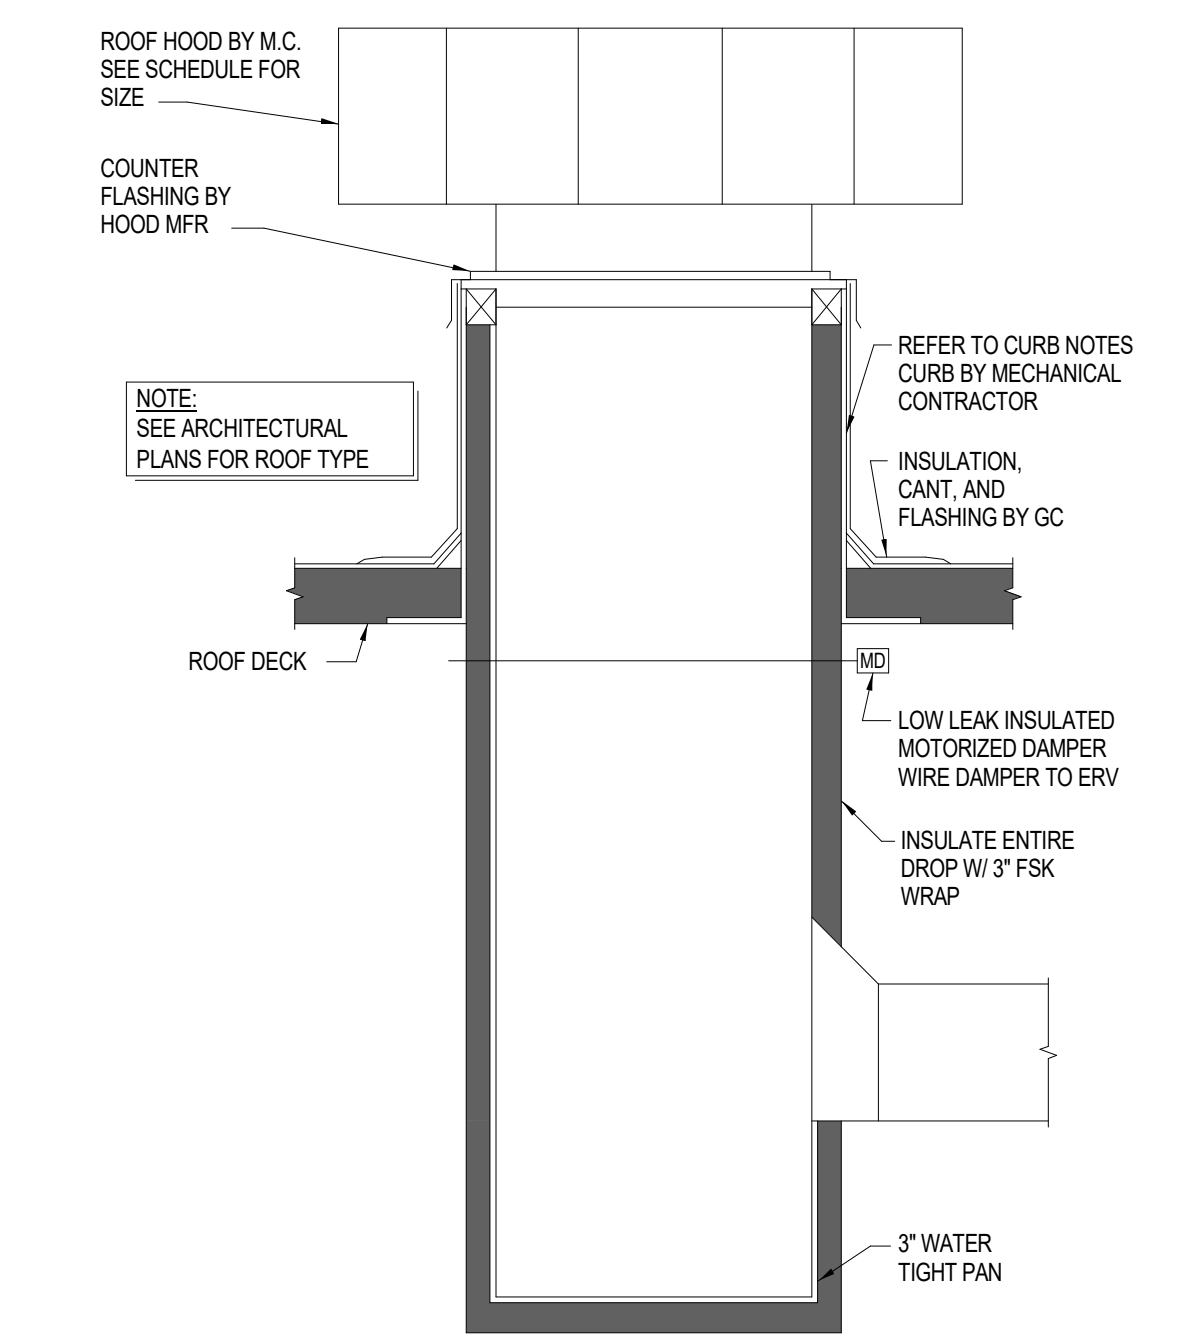 ROOF HOOD BY M.C.
SEE SCHEDULE FOR
SIZE
COUNTER
FLASHING BY
HOOD MFR
NOTE:
SEE ARCHITECTURAL
PLANS FOR ROOF TYPE
REFER TO CURB NOTES
CURB BY MECHANICAL
CONTRACTOR
INSULATION,
CANT, AND
FLASHING BY GC
ROOF DECK
MD
LOW LEAK INSULATED
MOTORIZED DAMPER
WIRE DAMPER TO ERV
INSULATE ENTIRE
DROP W/ 3" FSK
WRAP
3" WATER
TIGHT PAN